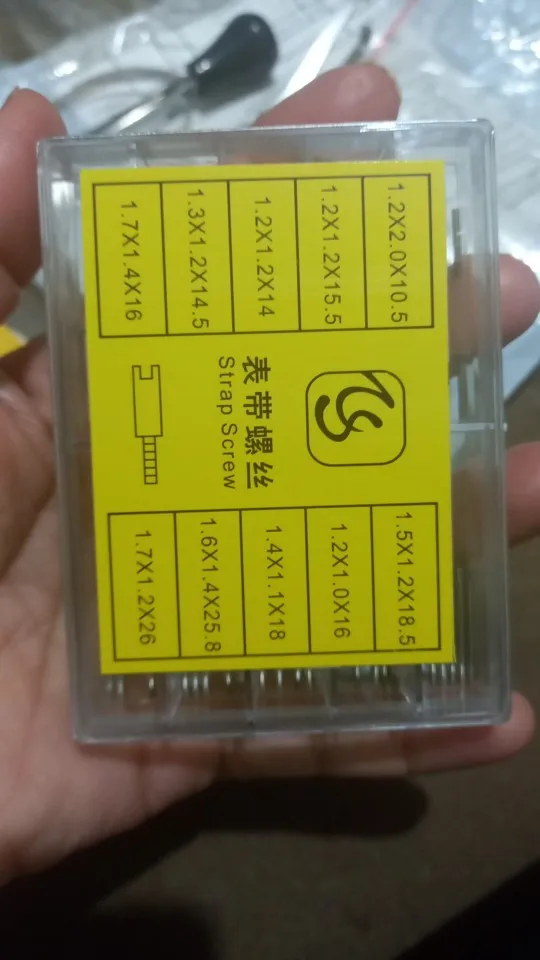 1.2X2.0X10.5
1.2X1.2X15.5
1.2X1.2X14
1.3X1.2X14.5
1.7X1.4X16
表带螺丝
Strap Screw
1.5X1.2X18.5
1.2X1.0X16
1.4X1.1X18
1.6X1.4X25.8
1.7X1.2X26